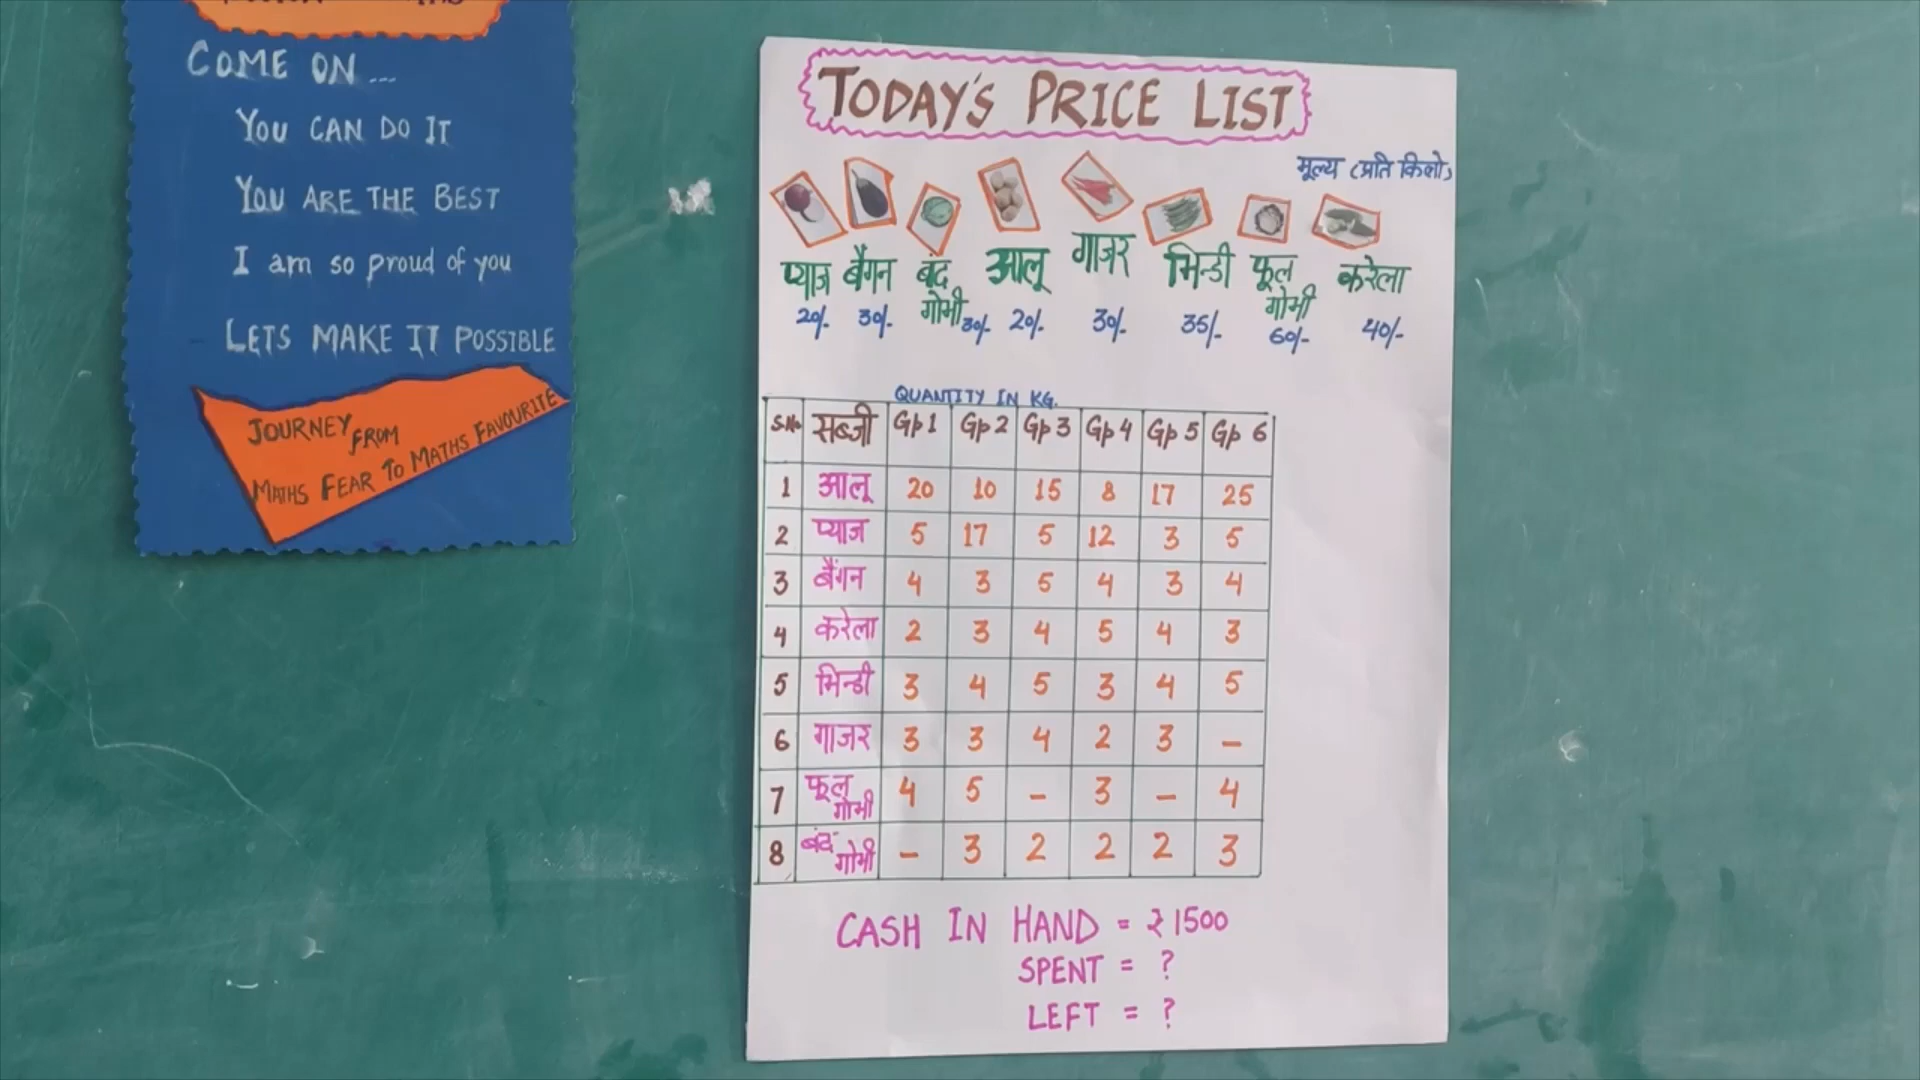 COME ON ...
YOU CAN DO IT
YOU ARE THE BEST
I am so proud of you
LETS MAKE IT POSSIBLE
JOURNEY FROM
MATHS FEAR TO MATHS FAVOURITE
TODAY'S PRICE LIST
मूल्य (प्रति किलो)
प्याज बैंगन बंद गोभी आलू गाजर भिन्डी फूल गोभी करेला
20/- 30/- 30/- 20/- 30/- 35/- 60/- 40/-
QUANTITY IN KG.
S.No सब्जी Gp 1 Gp 2 Gp 3 Gp 4 Gp 5 Gp 6
1 आलू 20 10 15 8 17 25
2 प्याज 5 17 5 12 3 5
3 बैंगन 4 3 5 4 3 4
4 करेला 2 3 4 5 4 3
5 भिन्डी 3 4 5 3 4 5
6 गाजर 3 3 4 2 3 –
7 फूल गोभी 4 5 – 3 – 4
8 बंद गोभी – 3 2 2 2 3
CASH IN HAND = ₹1500
SPENT = ?
LEFT = ?